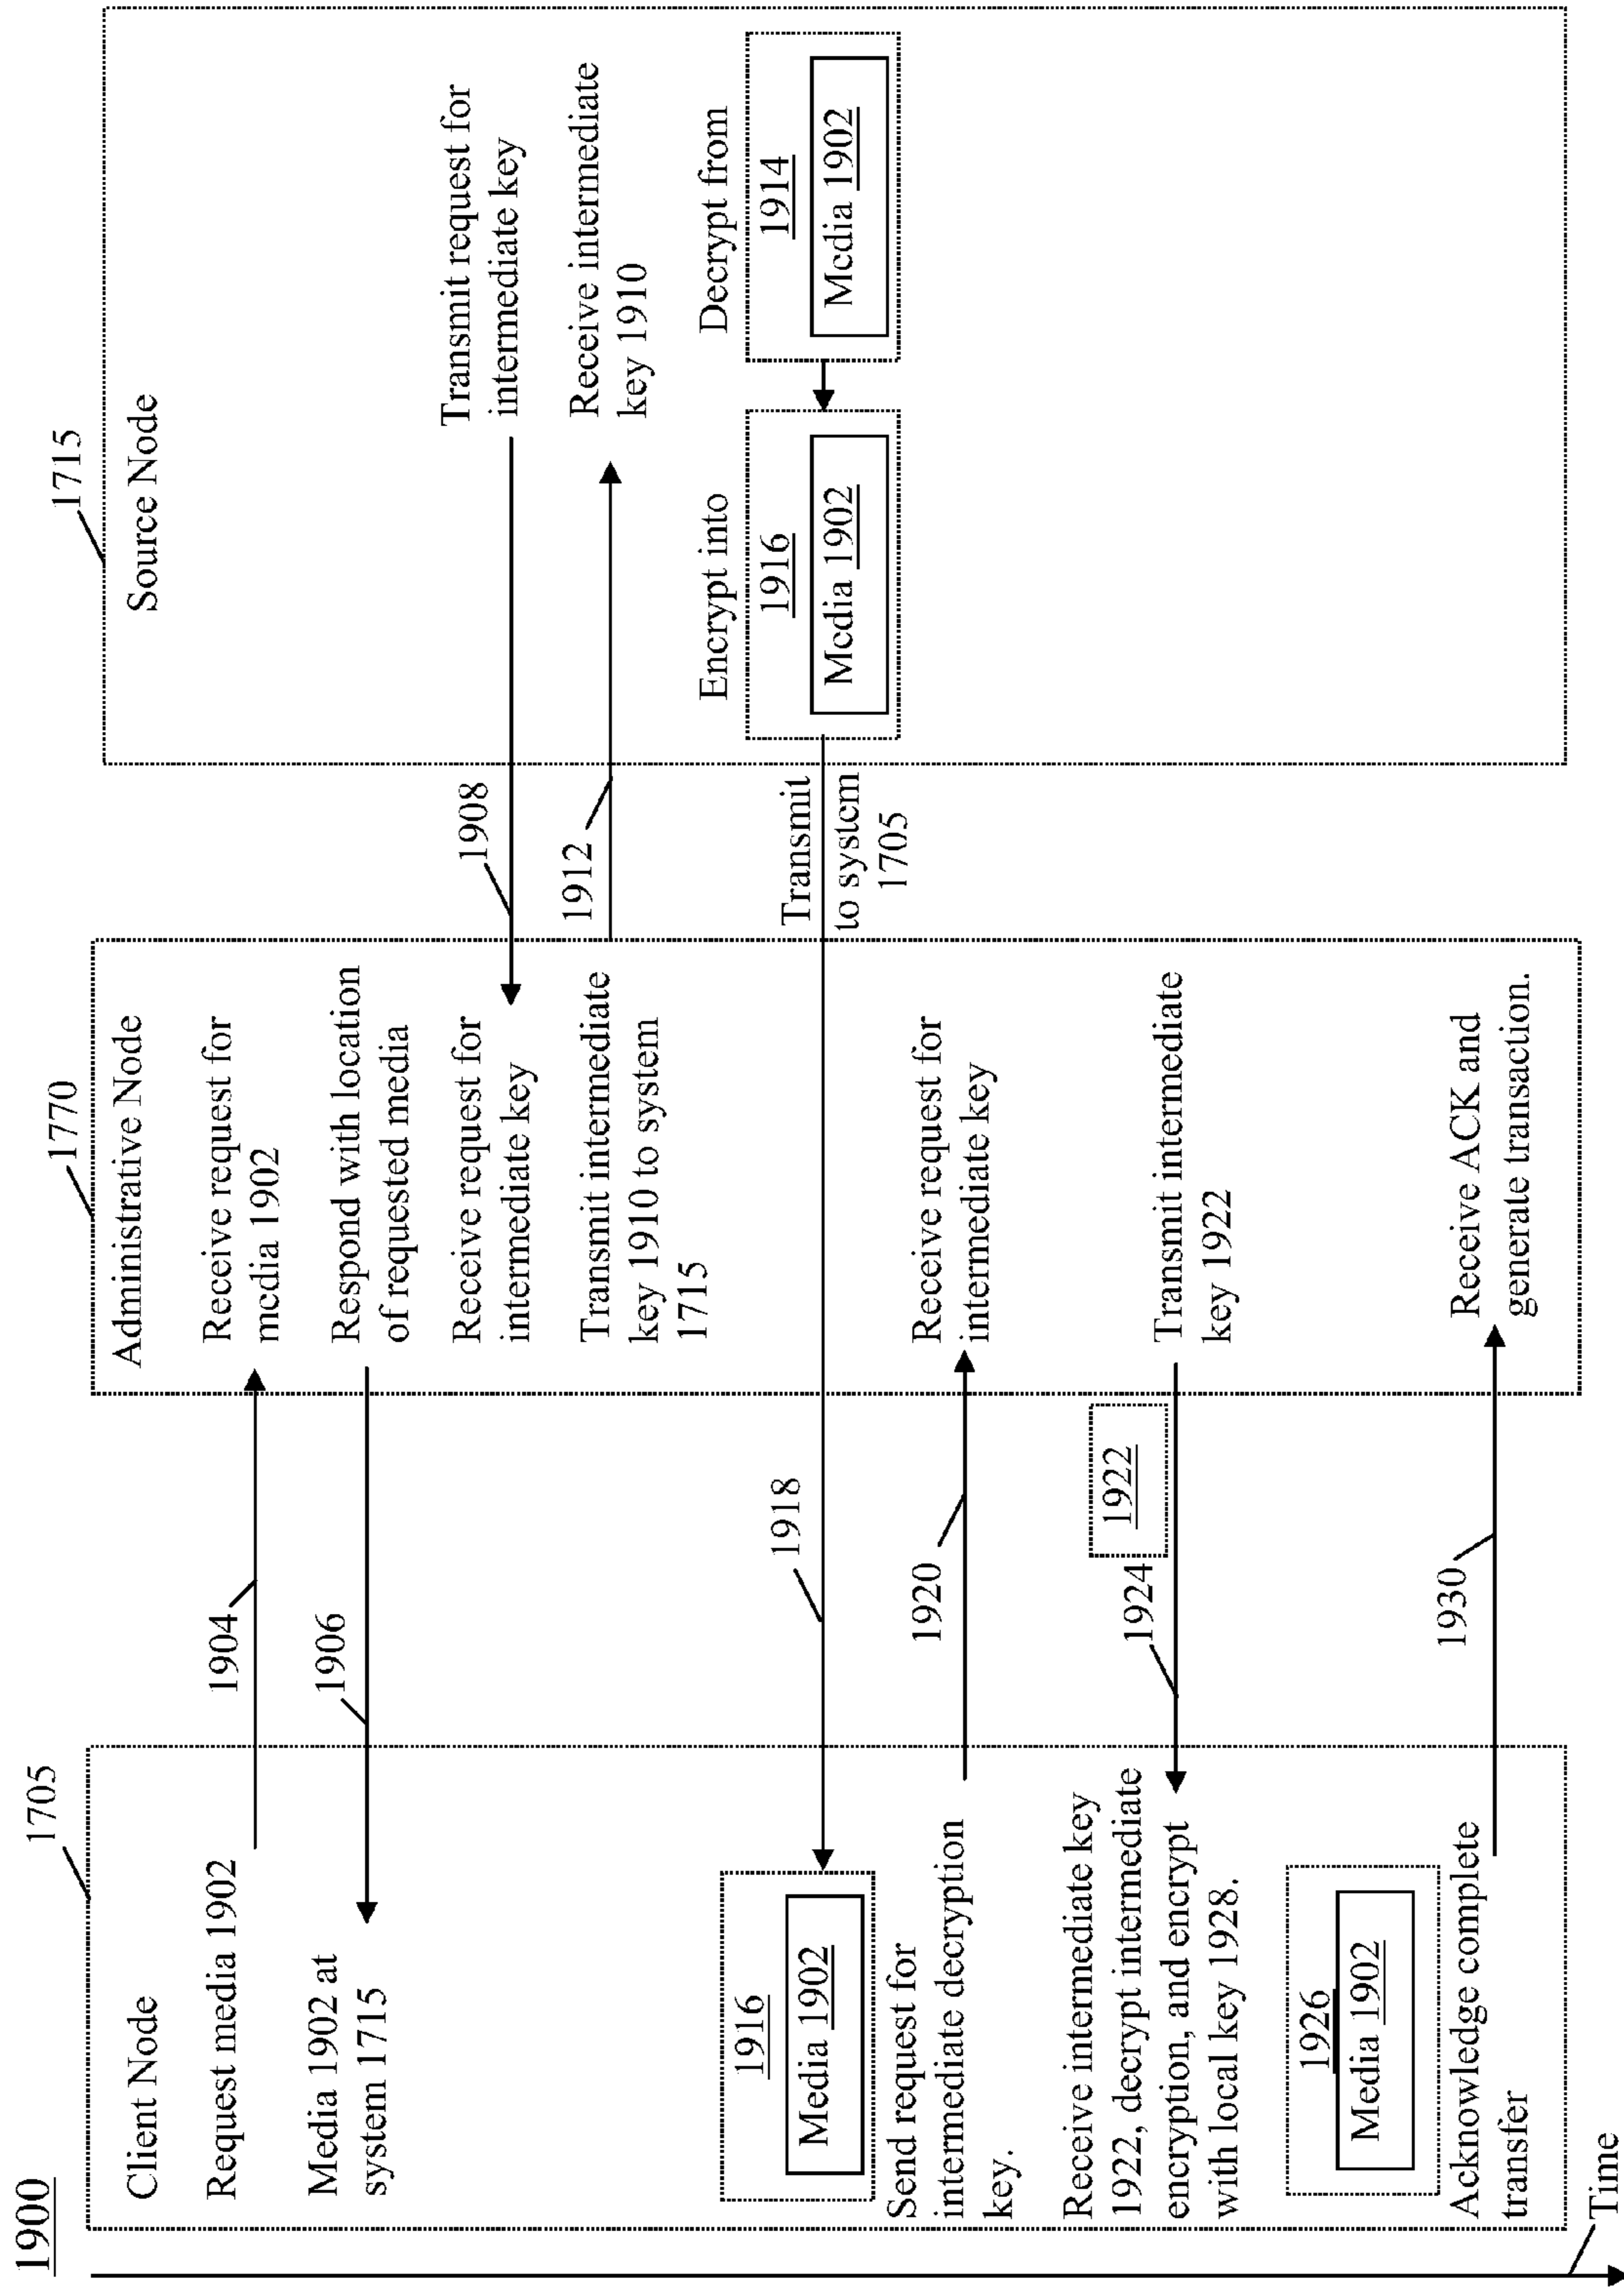 1900
1705
Client Node
Request media 1902
Media 1902 at
system 1715
1916
Media 1902
Send request for
intermediate decryption
key.
Receive intermediate key
1922, decrypt intermediate
encryption, and encrypt
with local key 1928.
1926
Media 1902
Acknowledge complete
transfer
Time
1904
1906
1918
1920
1924
1922
1930
1770
Administrative Node
Receive request for
media 1902
Respond with location
of requested media
Receive request for
intermediate key
Transmit intermediate
key 1910 to system
1715
Receive request for
intermediate key
Transmit intermediate
key 1922
Receive ACK and
generate transaction.
1908
1912
Transmit
to system
1705
1715
Source Node
Transmit request for
intermediate key
Receive intermediate
key 1910
Encrypt into
1916
Media 1902
Decrypt from
1914
Media 1902